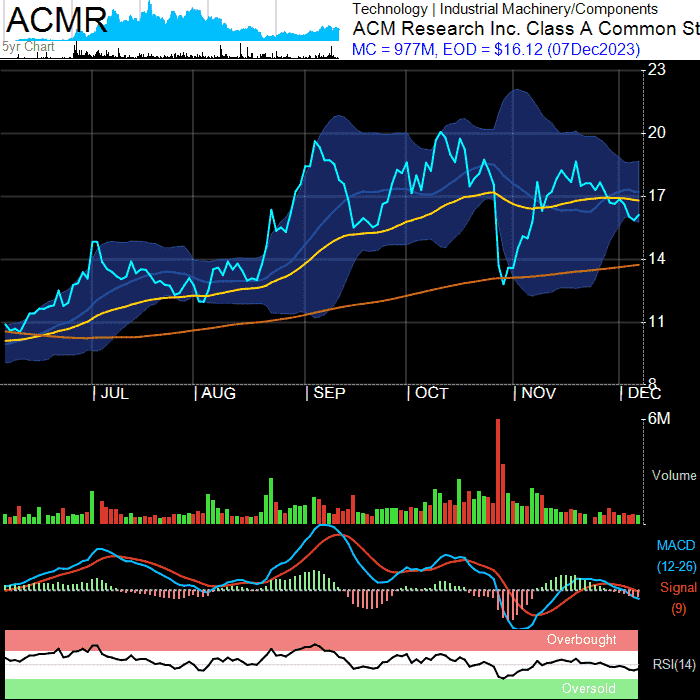 ACMR
5yr Chart
Technology | Industrial Machinery/Components
ACM Research Inc. Class A Common St
MC = 977M, EOD = $16.12 (07Dec2023)
23
20
17
14
11
8
JUL
AUG
SEP
OCT
NOV
DEC
6M
Volume
MACD
(12-26)
Signal
(9)
Overbought
RSI(14)
Oversold